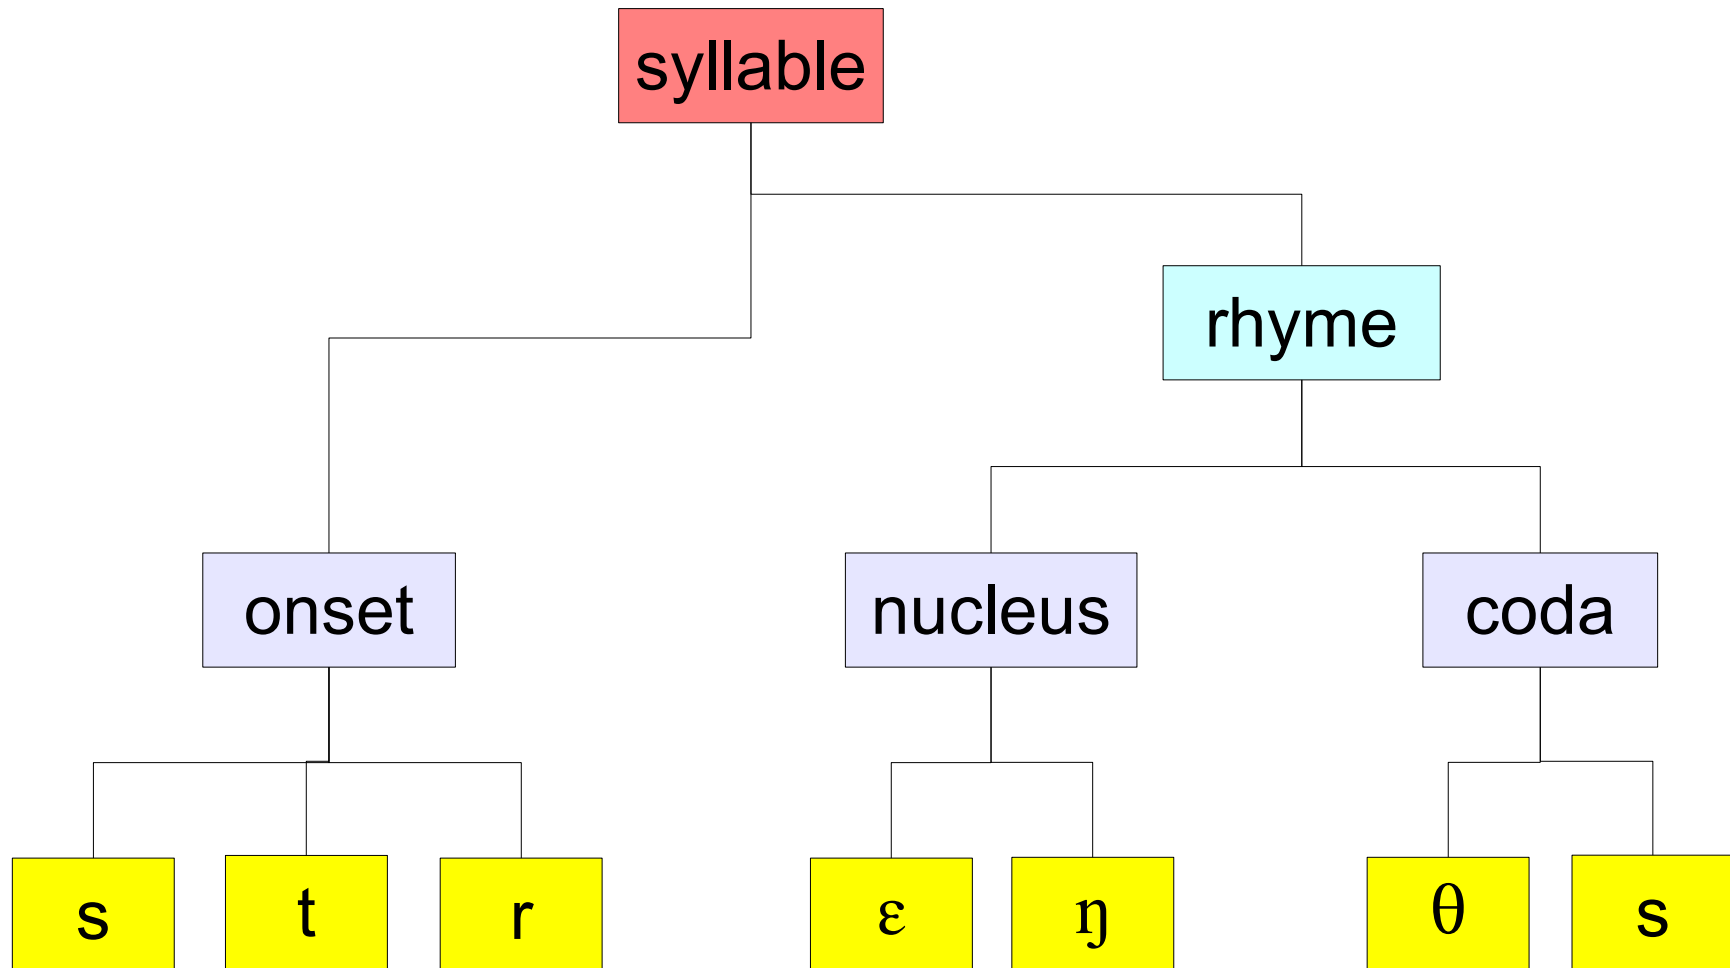 syllable
rhyme
onset nucleus coda
s t r ε ŋ θ s